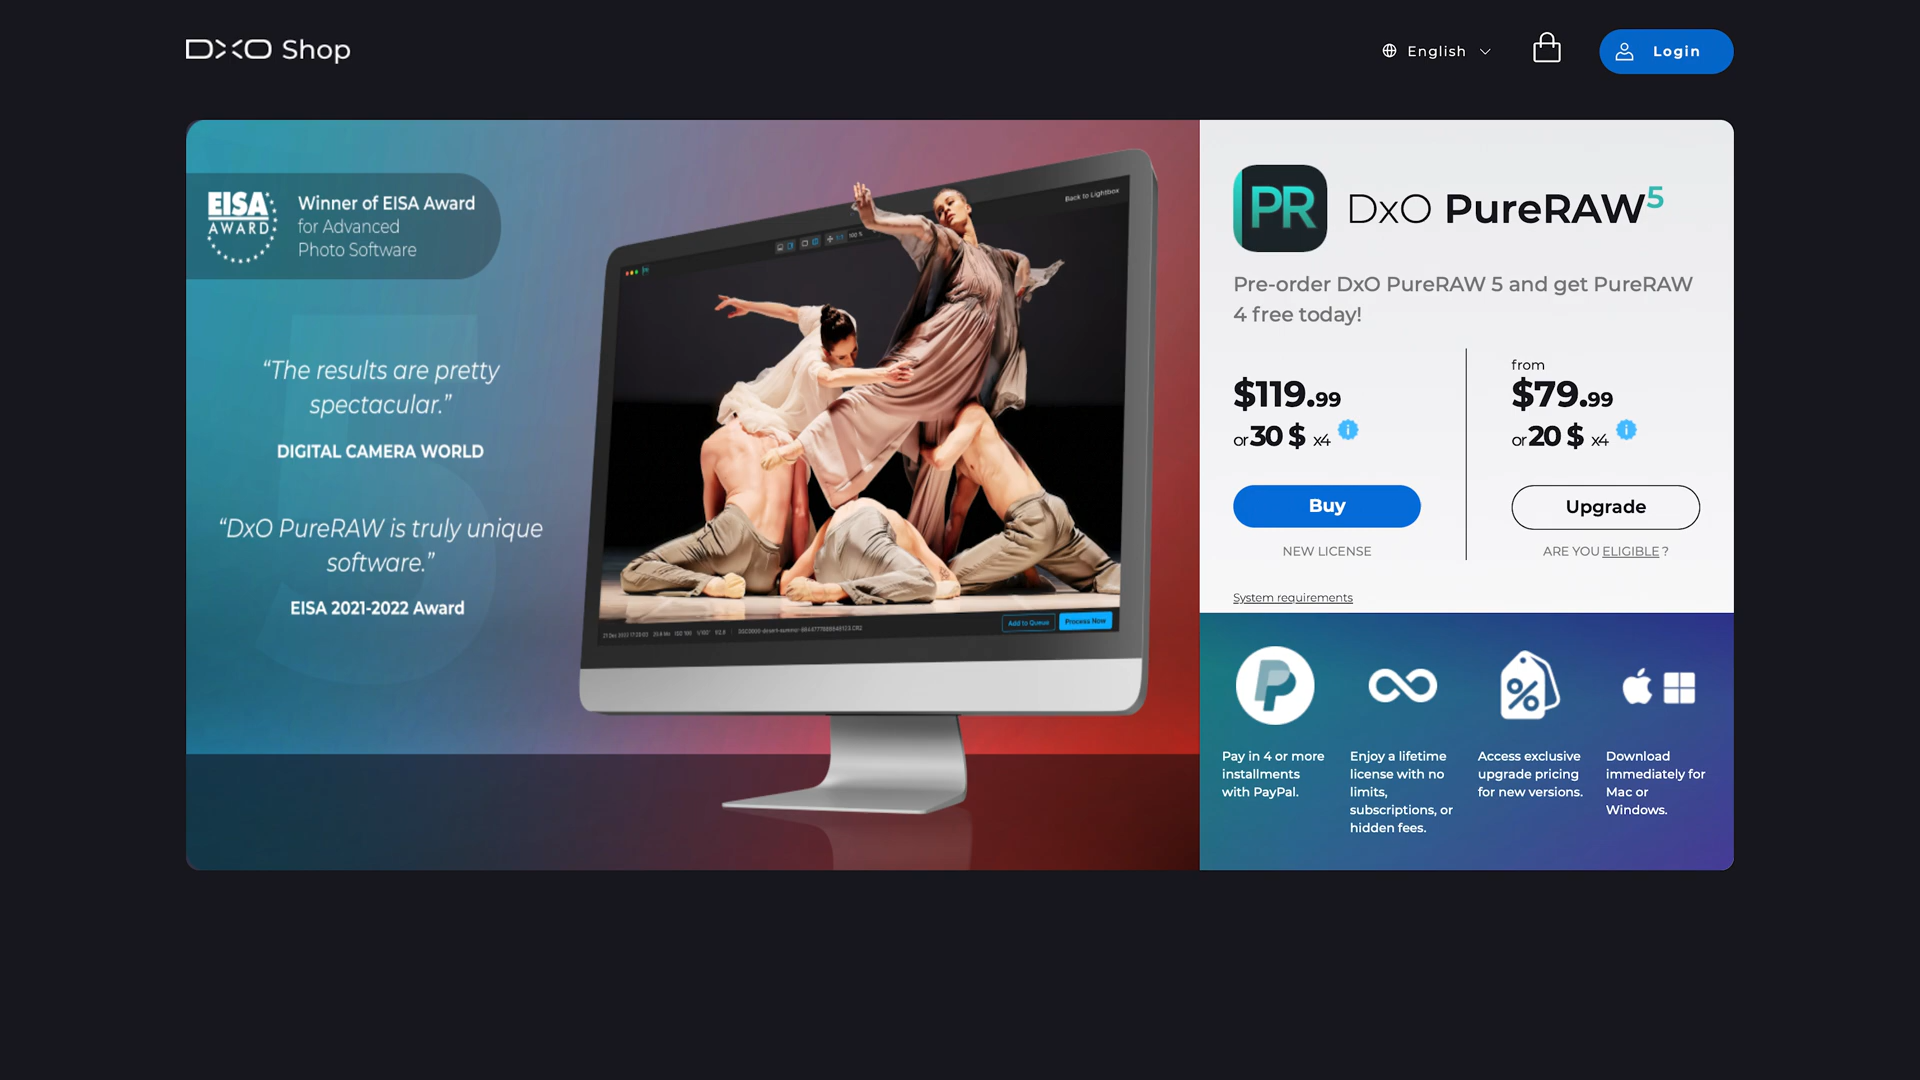 DXO Shop
English
Login
EISA
AWARD
Winner of EISA Award
for Advanced
Photo Software
“The results are pretty
spectacular.”
DIGITAL CAMERA WORLD
“DxO PureRAW is truly unique
software.”
EISA 2021-2022 Award
Back to Lightbox
100 %
Add to Queue
Process Now
PR
DxO PureRAW5
Pre-order DxO PureRAW 5 and get PureRAW
4 free today!
$119.99
or 30 $ x4
Buy
NEW LICENSE
from
$79.99
or 20 $ x4
Upgrade
ARE YOU ELIGIBLE ?
System requirements
Pay in 4 or more
installments
with PayPal.
Enjoy a lifetime
license with no
limits,
subscriptions, or
hidden fees.
Access exclusive
upgrade pricing
for new versions.
Download
immediately for
Mac or
Windows.